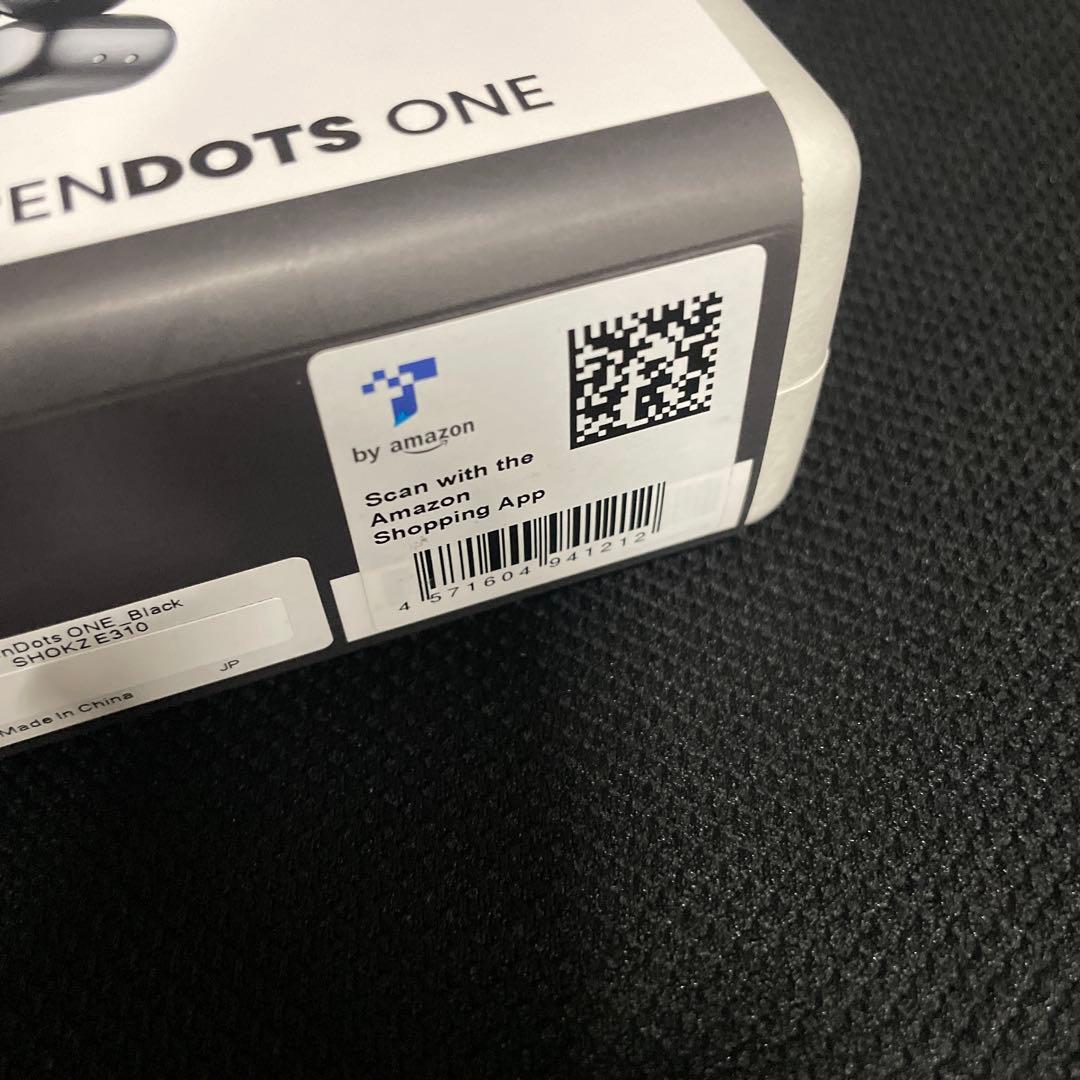 ENDOTS ONE
by amazon
Scan with the
Amazon
Shopping App
4 571604 941212
nDots ONE_Black
SHOKZ E310
JP
Made In China